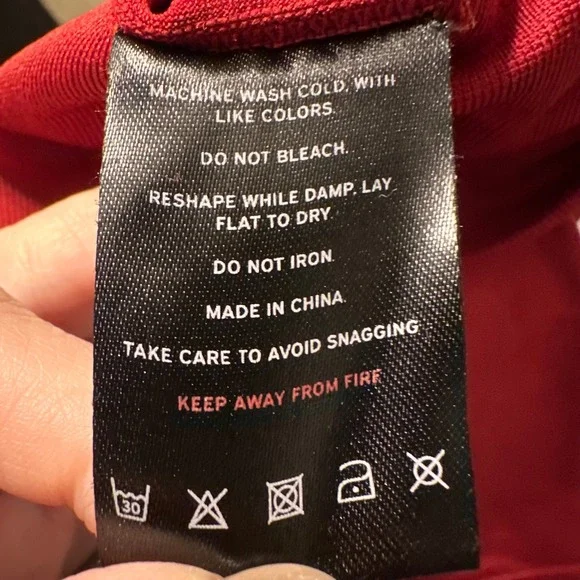 MACHINE WASH COLD. WITH
LIKE COLORS.
DO NOT BLEACH.
RESHAPE WHILE DAMP. LAY
FLAT TO DRY
DO NOT IRON.
MADE IN CHINA.
TAKE CARE TO AVOID SNAGGING
KEEP AWAY FROM FIRE
30